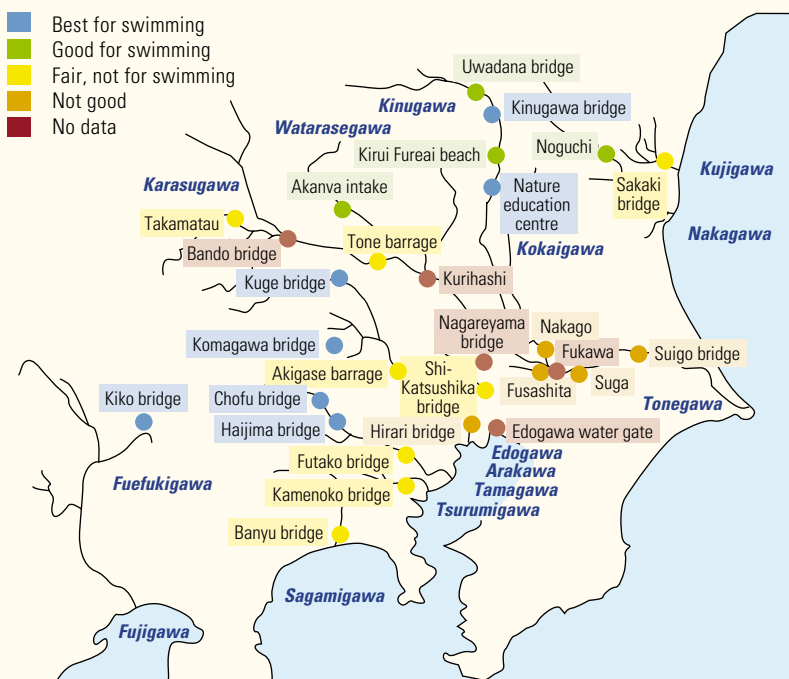 Best for swimming
Good for swimming
Fair, not for swimming
Not good
No data
Uwadana bridge
Kinugawa
Kinugawa bridge
Watarasegawa
Kirui Fureai beach
Noguchi
Kujigawa
Karasugawa
Akanva intake
Nature
education
centre
Sakaki
bridge
Takamatau
Tone barrage
Nakagawa
Bando bridge
Kokaigawa
Kuge bridge
Kurihashi
Nagareyama
bridge
Nakago
Komagawa bridge
Fukawa
Suigo bridge
Akigase barrage
Shi-
Katsushika
bridge
Fusashita
Suga
Kiko bridge
Chofu bridge
Tonegawa
Haijima bridge
Hirari bridge
Edogawa water gate
Futako bridge
Edogawa
Arakawa
Tamagawa
Tsurumigawa
Fuefukigawa
Kamenoko bridge
Banyu bridge
Sagamigawa
Fujigawa